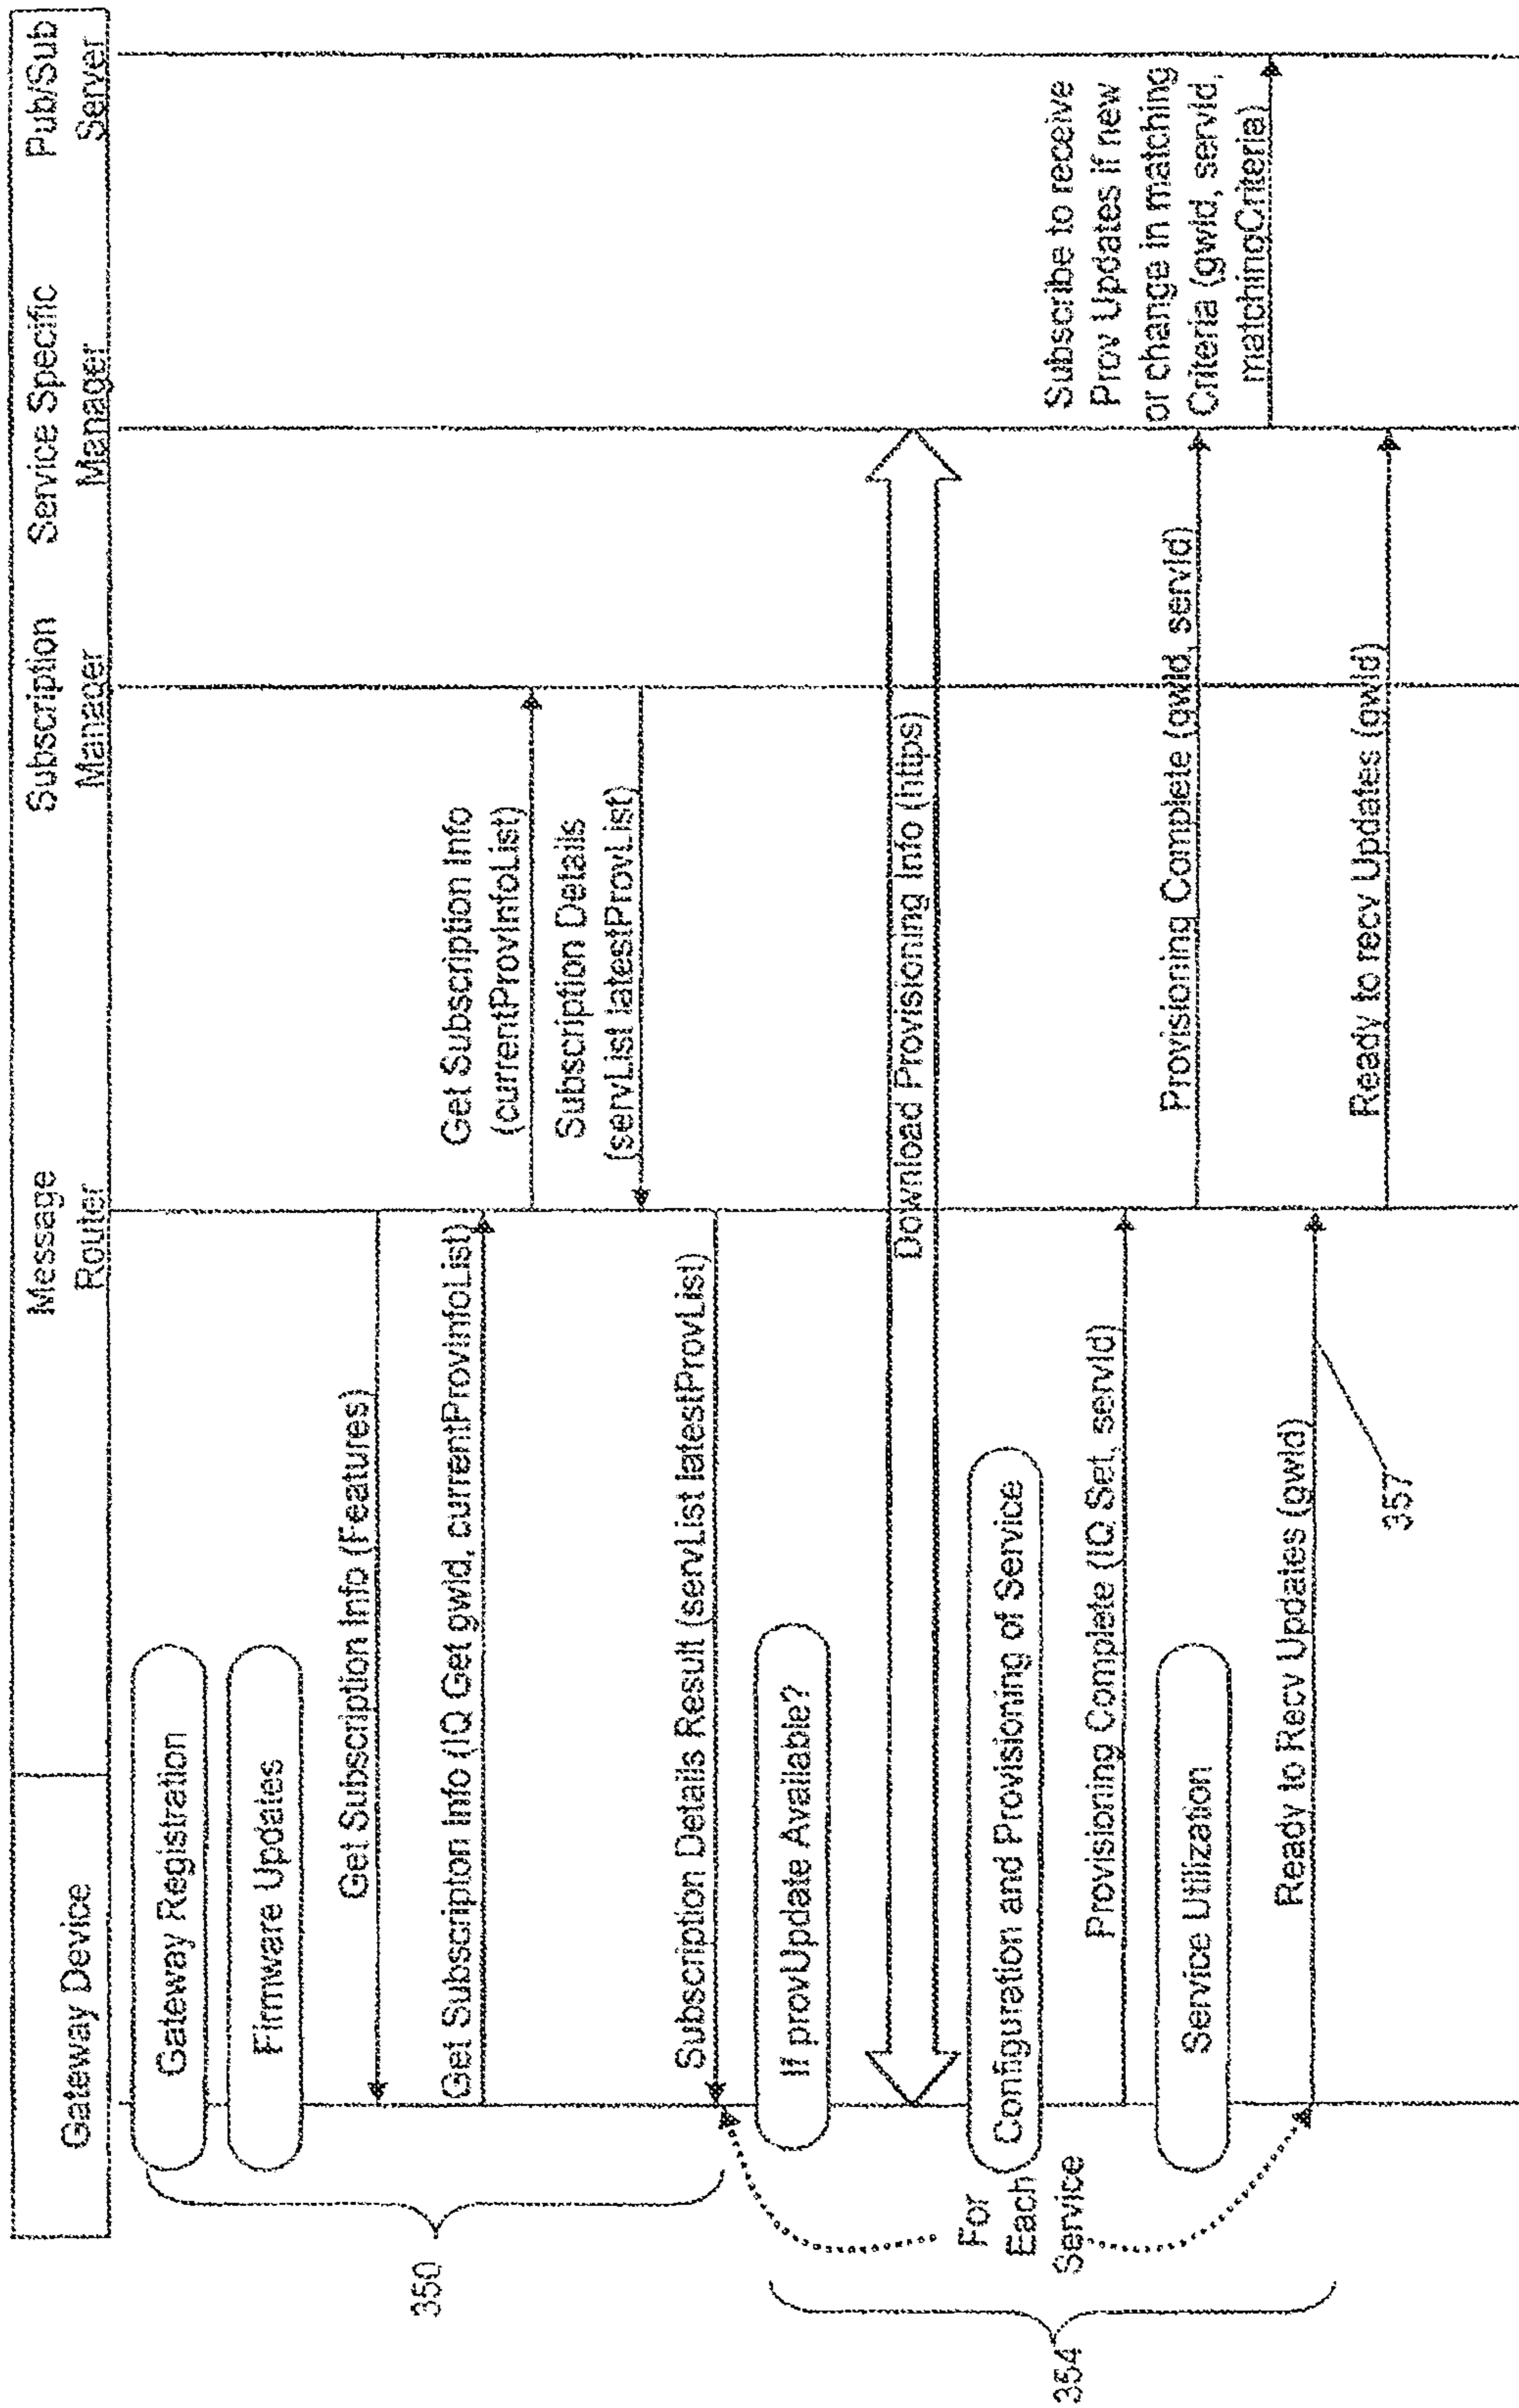 Gateway Device
Message
Router
Subscription
Manager
Service Specific
Manager
Pub/Sub
Server
Gateway Registration
Firmware Updates
Get Subscription Info (Features)
Get Subscripton Info (IQ Get gwId, currentProvInfoList)
Get Subscription Info
(currentProvInfoList)
Subscription Details
(servList latestProvList)
Subscription Details Result (servList latestProvList)
350
If provUpdate Available?
Download Provisioning Info (https)
Configuration and Provisioning of Service
For
Each
Service
Provisioning Complete (IQ Set, servId)
Provisioning Complete (gwId, servId)
Subscribe to receive
Prov Updates if new
or change in matching
Criteria (gwId, servId,
matchingCriteria)
Service Utilization
Ready to Recv Updates (gwId)
Ready to recv Updates (gwId)
357
354